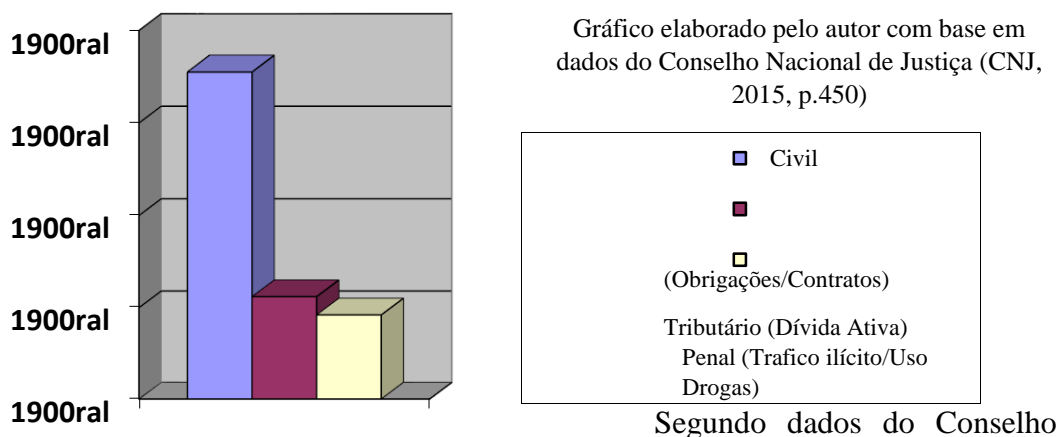 1900ral
1900ral
1900ral
1900ral
1900ral
Gráfico elaborado pelo autor com base em
dados do Conselho Nacional de Justiça (CNJ,
2015, p.450)
Civil
(Obrigações/Contratos)
Tributário (Dívida Ativa)
Penal (Trafico ilícito/Uso
Drogas)
Segundo dados do Conselho